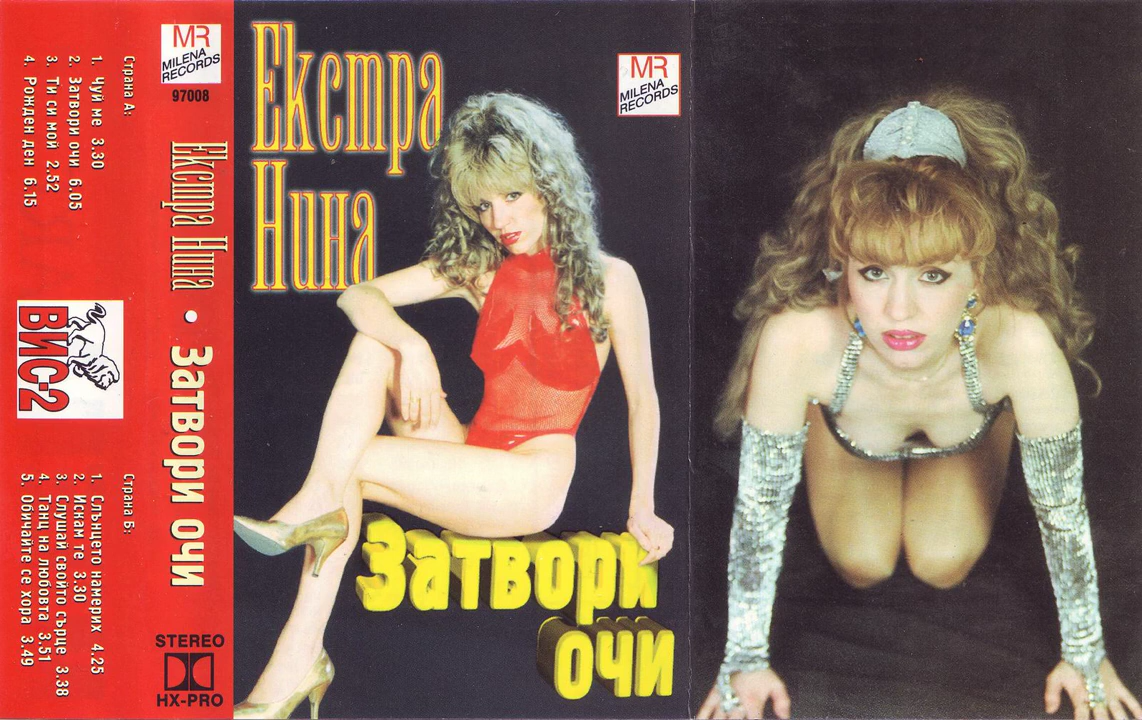 Страна А:
1. Чуй ме 3.30
2. Затвори очи 6.05
3. Ти си мой 2.52
4. Рожден ден 6.15
ВИС-2
Страна Б:
1. Слънцето намерих 4.25
2. Искам те 3.30
3. Слушай свойто сърце 3.38
4. Танц на любовта 3.51
5. Обичайте се хора 3.49
MR
MILENA
RECORDS
97008
Екстра Нина • Затвори очи
STEREO
HX-PRO
Екстра
Нина
MR
MILENA
RECORDS
Затвори
очи